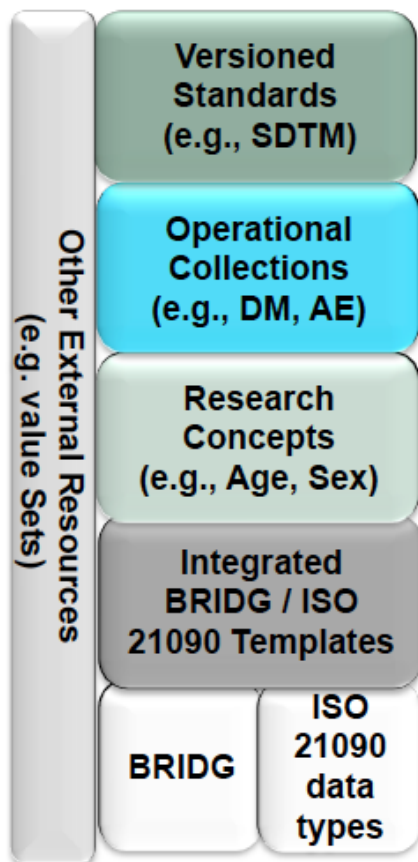 Other External Resources
(e.g. value Sets)
Versioned
Standards
(e.g., SDTM)
Operational
Collections
(e.g., DM, AE)
Research
Concepts
(e.g., Age, Sex)
Integrated
BRIDG / ISO
21090 Templates
BRIDG
ISO
21090
data
types